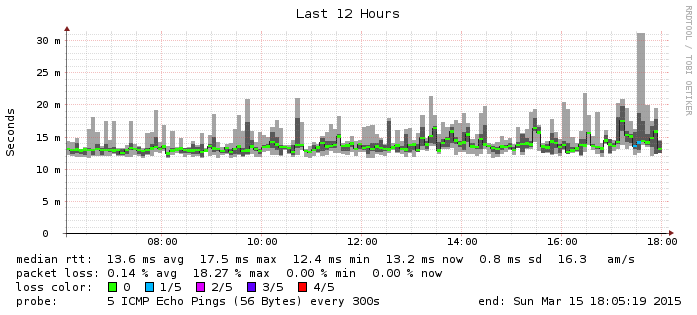 Last 12 Hours
RRDTOOL / TOBI OETIKER
Seconds
30 m
25 m
20 m
15 m
10 m
5 m
0
08:00 10:00 12:00 14:00 16:00 18:00
median rtt: 13.6 ms avg 17.5 ms max 12.4 ms min 13.2 ms now 0.8 ms sd 16.3 am/s
packet loss: 0.14 % avg 18.27 % max 0.00 % min 0.00 % now
loss color: 0 1/5 2/5 3/5 4/5
probe: 5 ICMP Echo Pings (56 Bytes) every 300s end: Sun Mar 15 18:05:19 2015